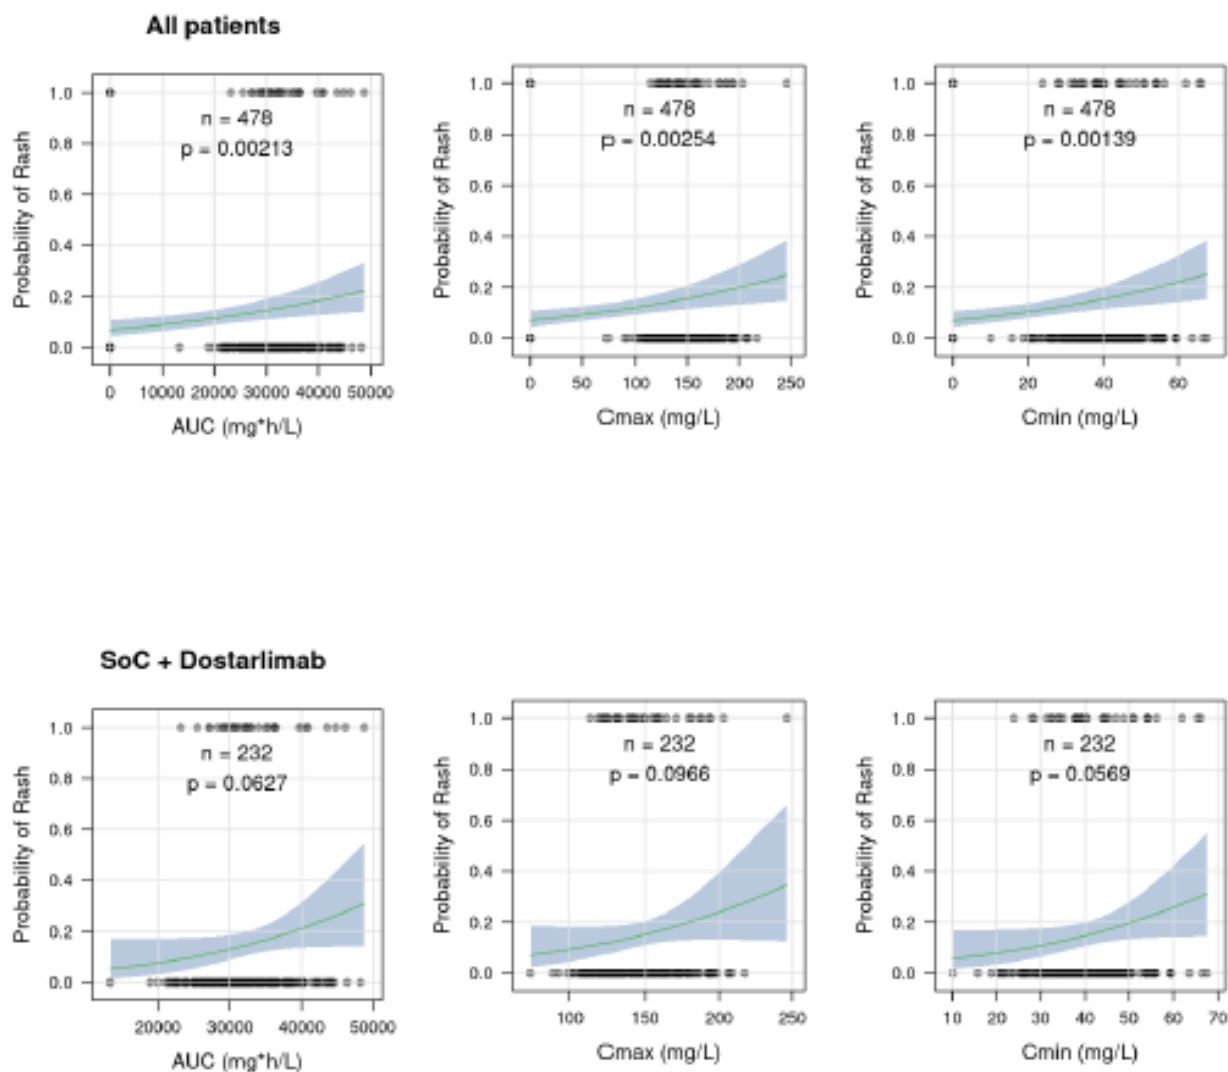 All patients
Probability of Rash
1.0
0.8
0.6
0.4
0.2
0.0
n = 478
p = 0.00213
0 10000 20000 30000 40000 50000
AUC (mg*h/L)
Probability of Rash
1.0
0.8
0.6
0.4
0.2
0.0
n = 478
p = 0.00254
0 50 100 150 200 250
Cmax (mg/L)
Probability of Rash
1.0
0.8
0.6
0.4
0.2
0.0
n = 478
p = 0.00139
0 20 40 60
Cmin (mg/L)
SoC + Dostarlimab
Probability of Rash
1.0
0.8
0.6
0.4
0.2
0.0
n = 232
p = 0.0627
20000 30000 40000 50000
AUC (mg*h/L)
Probability of Rash
1.0
0.8
0.6
0.4
0.2
0.0
n = 232
p = 0.0966
100 150 200 250
Cmax (mg/L)
Probability of Rash
1.0
0.8
0.6
0.4
0.2
0.0
n = 232
p = 0.0569
10 20 30 40 50 60 70
Cmin (mg/L)